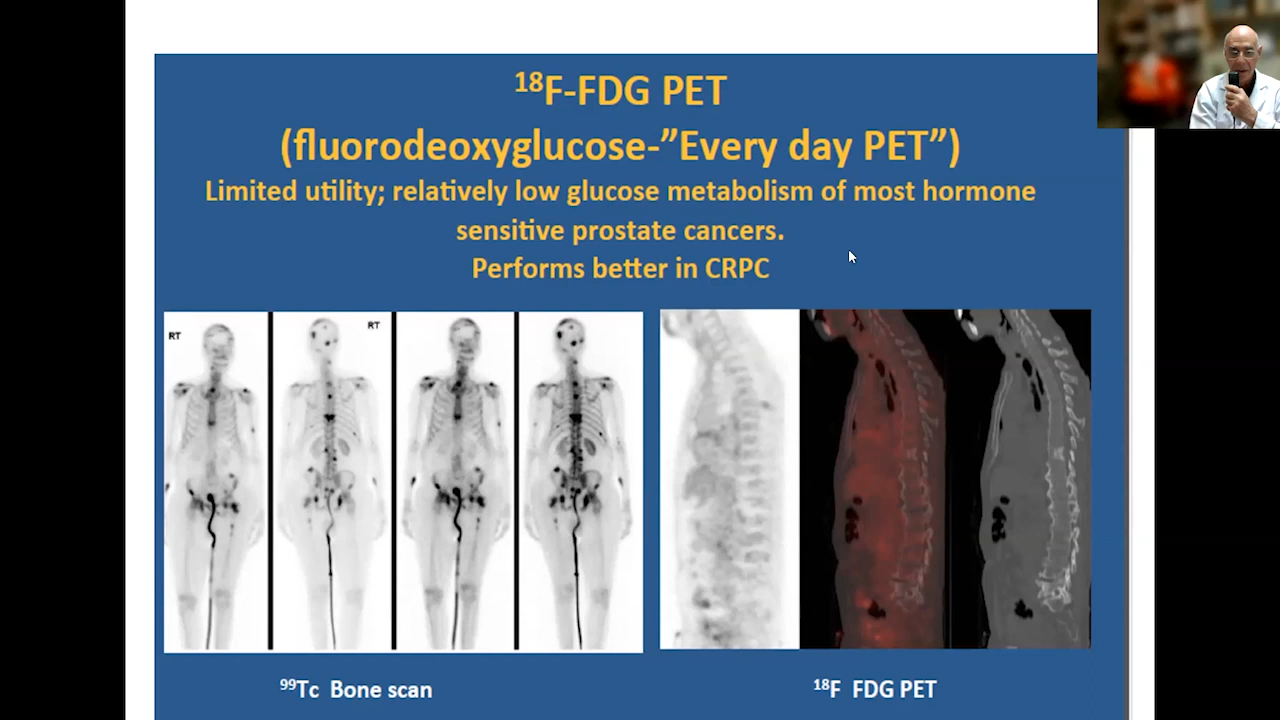 18F-FDG PET
(fluorodeoxyglucose-”Every day PET”)
Limited utility; relatively low glucose metabolism of most hormone
sensitive prostate cancers.
Performs better in CRPC
RT
RT
99Tc Bone scan
18F FDG PET